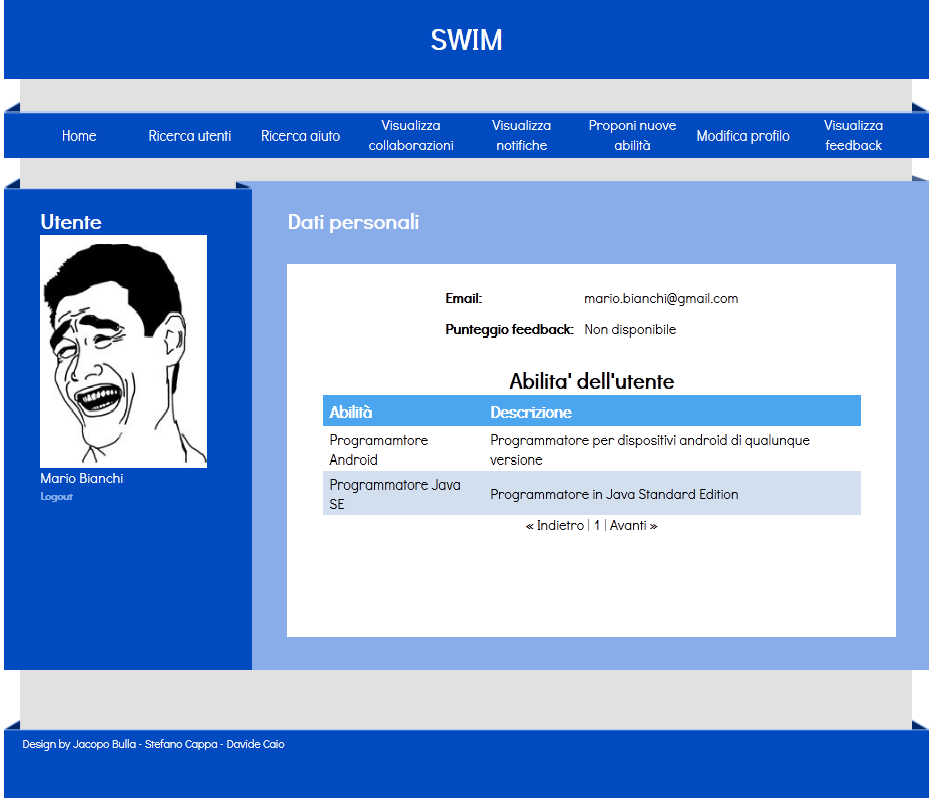 SWIM
Home
Ricerca utenti
Ricerca aiuto
Visualizza
collaborazioni
Visualizza
notifiche
Proponi nuove
abilità
Modifica profilo
Visualizza
feedback
Utente
Mario Bianchi
Logout
Dati personali
Email: mario.bianchi@gmail.com
Punteggio feedback: Non disponibile
Abilita' dell'utente
Abilità Descrizione
Programamtore
Android
Programmatore per dispositivi android di qualunque
versione
Programmatore Java
SE
Programmatore in Java Standard Edition
« Indietro | 1 | Avanti »
Design by Jacopo Bulla - Stefano Cappa - Davide Caio